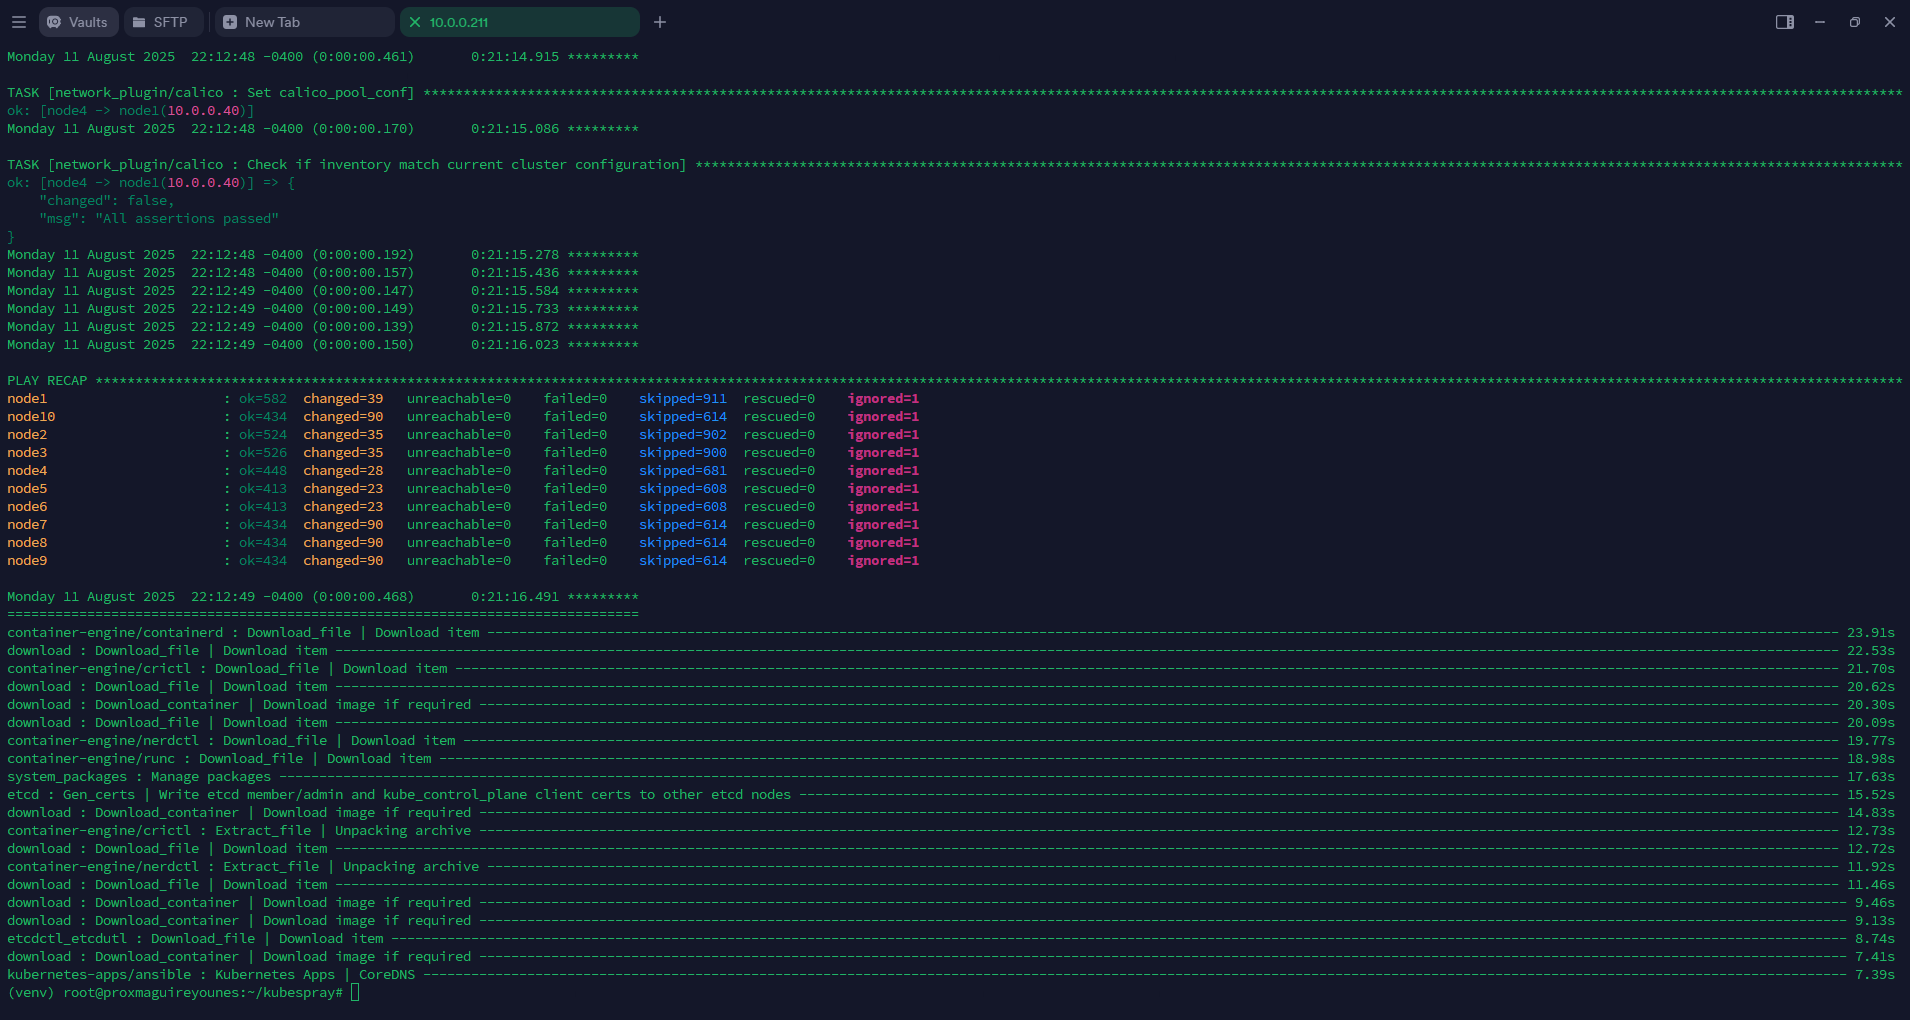 Vaults SFTP New Tab 10.0.0.211
Monday 11 August 2025  22:12:48 -0400 (0:00:00.461)       0:21:14.915 *********
TASK [network_plugin/calico : Set calico_pool_conf] ****************************************************************************************************************************************************************************************
ok: [node4 -> node1(10.0.0.40)]
Monday 11 August 2025  22:12:48 -0400 (0:00:00.170)       0:21:15.086 *********
TASK [network_plugin/calico : Check if inventory match current cluster configuration] *******************************************************************************************************************************************************
ok: [node4 -> node1(10.0.0.40)] => {
    "changed": false,
    "msg": "All assertions passed"
}
Monday 11 August 2025  22:12:48 -0400 (0:00:00.192)       0:21:15.278 *********
Monday 11 August 2025  22:12:48 -0400 (0:00:00.157)       0:21:15.436 *********
Monday 11 August 2025  22:12:49 -0400 (0:00:00.147)       0:21:15.584 *********
Monday 11 August 2025  22:12:49 -0400 (0:00:00.149)       0:21:15.733 *********
Monday 11 August 2025  22:12:49 -0400 (0:00:00.139)       0:21:15.872 *********
Monday 11 August 2025  22:12:49 -0400 (0:00:00.150)       0:21:16.023 *********
PLAY RECAP *********************************************************************************************************************************************************************************************************************************
node1                      : ok=582  changed=39   unreachable=0    failed=0    skipped=911  rescued=0    ignored=1
node10                     : ok=434  changed=90   unreachable=0    failed=0    skipped=614  rescued=0    ignored=1
node2                      : ok=524  changed=35   unreachable=0    failed=0    skipped=902  rescued=0    ignored=1
node3                      : ok=526  changed=35   unreachable=0    failed=0    skipped=900  rescued=0    ignored=1
node4                      : ok=448  changed=28   unreachable=0    failed=0    skipped=681  rescued=0    ignored=1
node5                      : ok=413  changed=23   unreachable=0    failed=0    skipped=608  rescued=0    ignored=1
node6                      : ok=413  changed=23   unreachable=0    failed=0    skipped=608  rescued=0    ignored=1
node7                      : ok=434  changed=90   unreachable=0    failed=0    skipped=614  rescued=0    ignored=1
node8                      : ok=434  changed=90   unreachable=0    failed=0    skipped=614  rescued=0    ignored=1
node9                      : ok=434  changed=90   unreachable=0    failed=0    skipped=614  rescued=0    ignored=1
Monday 11 August 2025  22:12:49 -0400 (0:00:00.468)       0:21:16.491 *********
===============================================================================
container-engine/containerd : Download_file | Download item ---------- 23.91s
download : Download_file | Download item ---------- 22.53s
container-engine/crictl : Download_file | Download item ---------- 21.70s
download : Download_file | Download item ---------- 20.62s
download : Download_container | Download image if required ---------- 20.30s
download : Download_file | Download item ---------- 20.09s
container-engine/nerdctl : Download_file | Download item ---------- 19.77s
container-engine/runc : Download_file | Download item ---------- 18.98s
system_packages : Manage packages ---------- 17.63s
etcd : Gen_certs | Write etcd member/admin and kube_control_plane client certs to other etcd nodes ---------- 15.52s
download : Download_container | Download image if required ---------- 14.83s
container-engine/crictl : Extract_file | Unpacking archive ---------- 12.73s
download : Download_file | Download item ---------- 12.72s
container-engine/nerdctl : Extract_file | Unpacking archive ---------- 11.92s
download : Download_file | Download item ---------- 11.46s
download : Download_container | Download image if required ---------- 9.46s
download : Download_container | Download image if required ---------- 9.13s
etcdctl_etcdutl : Download_file | Download item ---------- 8.74s
download : Download_container | Download image if required ---------- 7.41s
kubernetes-apps/ansible : Kubernetes Apps | CoreDNS ---------- 7.39s
(venv) root@proxmaguireyounes:~/kubespray#